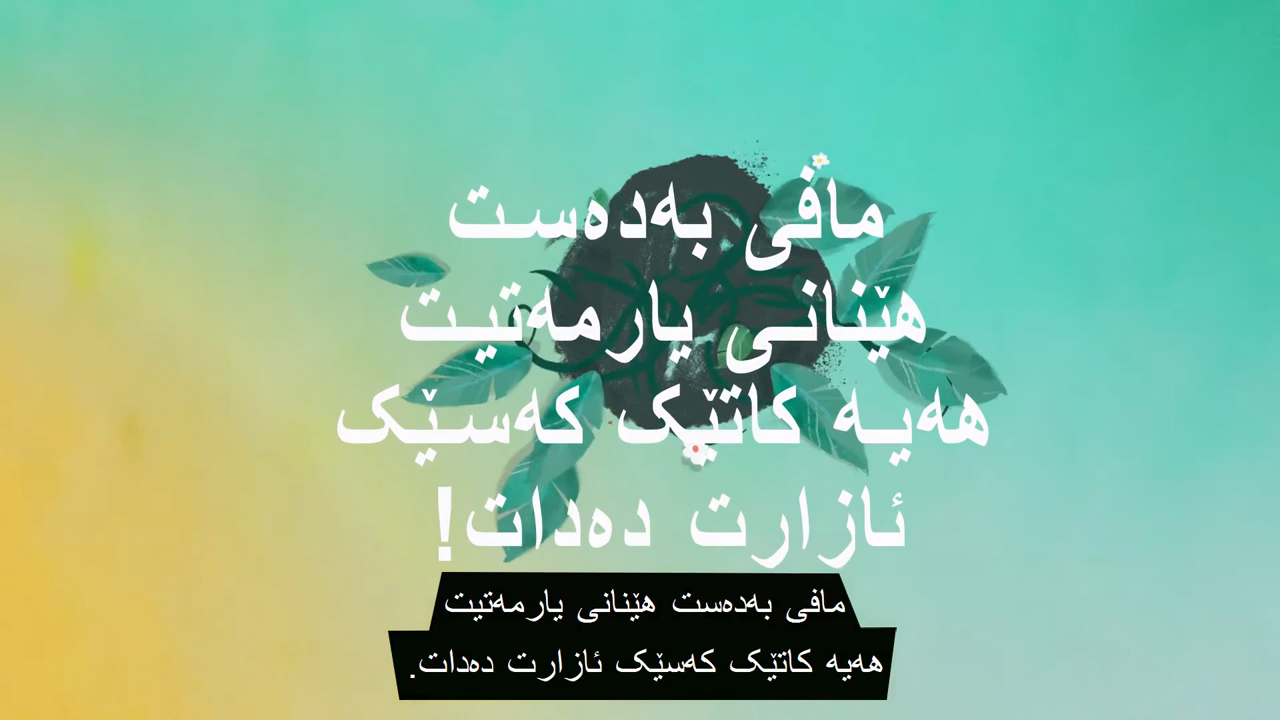 مافی بەدەست
هێنانی یارمەتیت
هەیە کاتێک کەسێک
ئازارت دەدات!
مافی بەدەست هێنانی یارمەتیت
هەیە کاتێک کەسێک ئازارت دەدات.